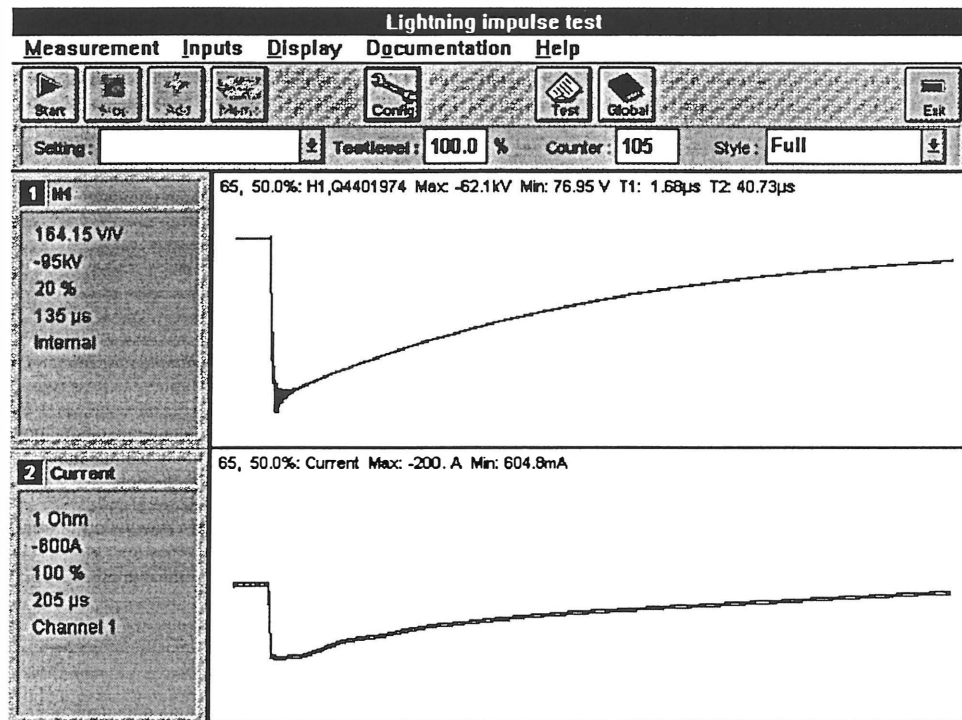 Lightning impulse test
Measurement Inputs Display Documentation Help
Start Config Test Global Exit
Setting: Testlevel: 100.0 % Counter: 105 Style: Full
1 H1
164.15 V/V
-95kV
20 %
135 µs
Internal
65, 50.0%: H1,Q4401974 Max: -62.1kV Min: 76.95 V T1: 1.68µs T2: 40.73µs
2 Current
1 Ohm
-800A
100 %
205 µs
Channel 1
65, 50.0%: Current Max: -200. A Min: 604.8mA